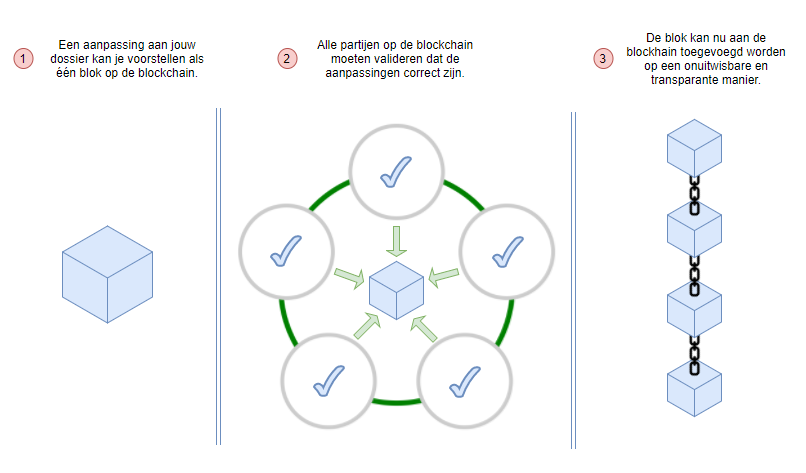 1
Een aanpassing aan jouw
dossier kan je voorstellen als
één blok op de blockchain.
2
Alle partijen op de blockchain
moeten valideren dat de
aanpassingen correct zijn.
3
De blok kan nu aan de
blockhain toegevoegd worden
op een onuitwisbare en
transparante manier.